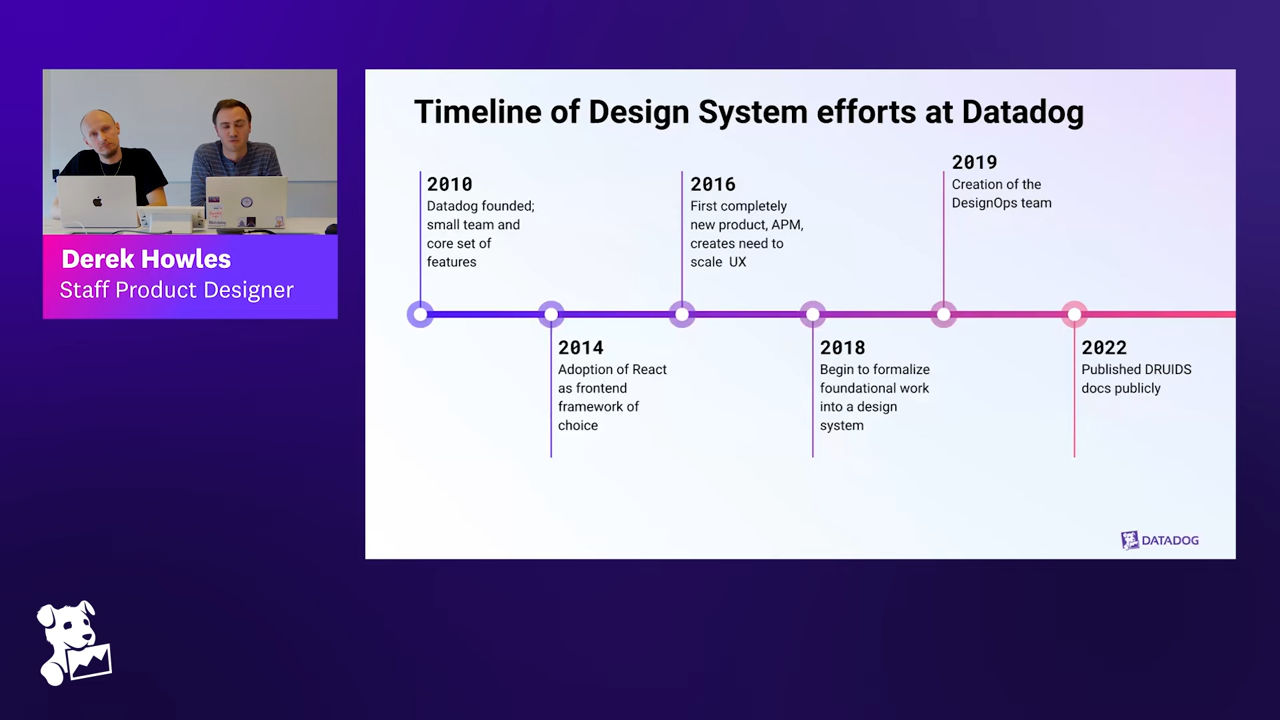 Derek Howles
Staff Product Designer
Timeline of Design System efforts at Datadog
2010
Datadog founded;
small team and
core set of
features
2014
Adoption of React
as frontend
framework of
choice
2016
First completely
new product, APM,
creates need to
scale UX
2018
Begin to formalize
foundational work
into a design
system
2019
Creation of the
DesignOps team
2022
Published DRUIDS
docs publicly
DATADOG